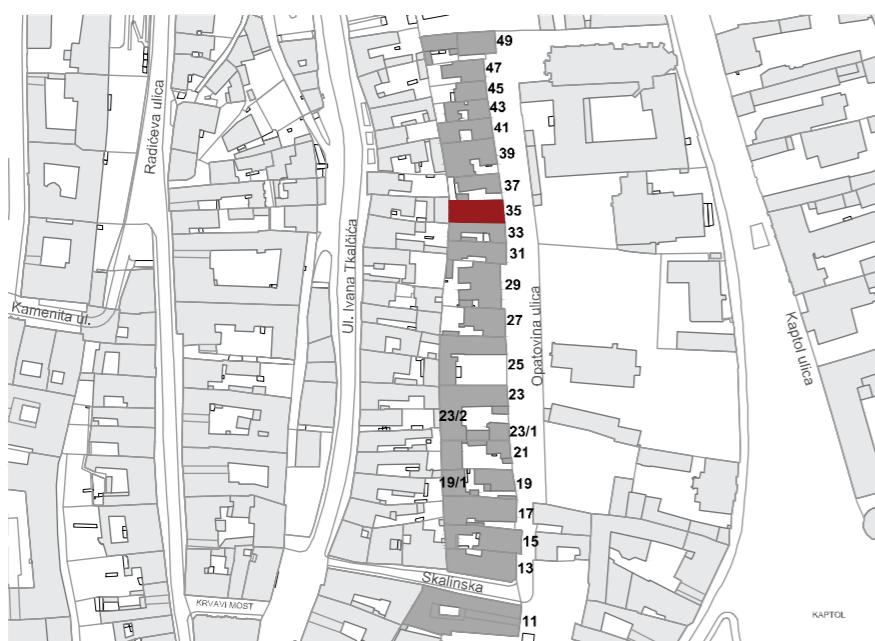 49
47
45
43
41
39
37
35
33
31
29
27
25
23
23/2
23/1
21
19/1
19
17
15
13
11
Radićeva ulica
Ul. Ivana Tkalčića
Kamenita ul.
Opatovina ulica
Kaptol ulica
Skalinska
KRVAVI MOST
KAPTOL